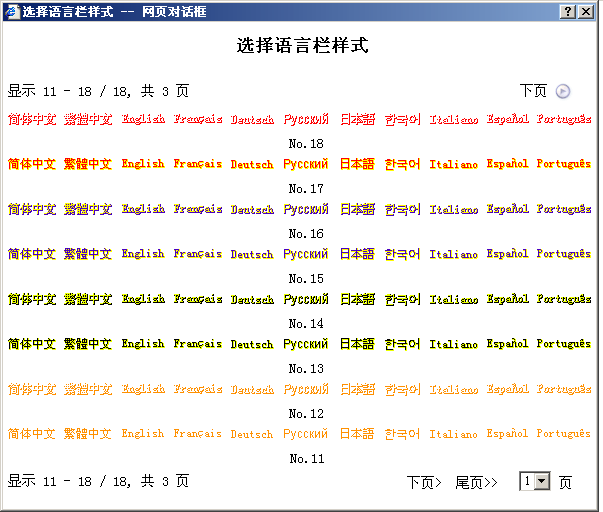 选择语言栏样式 -- 网页对话框
选择语言栏样式
显示 11 - 18 / 18, 共 3 页 下页
简体中文 繁體中文 English Français Deutsch Русский 日本語 한국어 Italiano Español Português
No.18
简体中文 繁體中文 English Français Deutsch Русский 日本語 한국어 Italiano Español Português
No.17
简体中文 繁體中文 English Français Deutsch Русский 日本語 한국어 Italiano Español Português
No.16
简体中文 繁體中文 English Français Deutsch Русский 日本語 한국어 Italiano Español Português
No.15
简体中文 繁體中文 English Français Deutsch Русский 日本語 한국어 Italiano Español Português
No.14
简体中文 繁體中文 English Français Deutsch Русский 日本語 한국어 Italiano Español Português
No.13
简体中文 繁體中文 English Français Deutsch Русский 日本語 한국어 Italiano Español Português
No.12
简体中文 繁體中文 English Français Deutsch Русский 日本語 한국어 Italiano Español Português
No.11
显示 11 - 18 / 18, 共 3 页 下页> 尾页>> 1 页